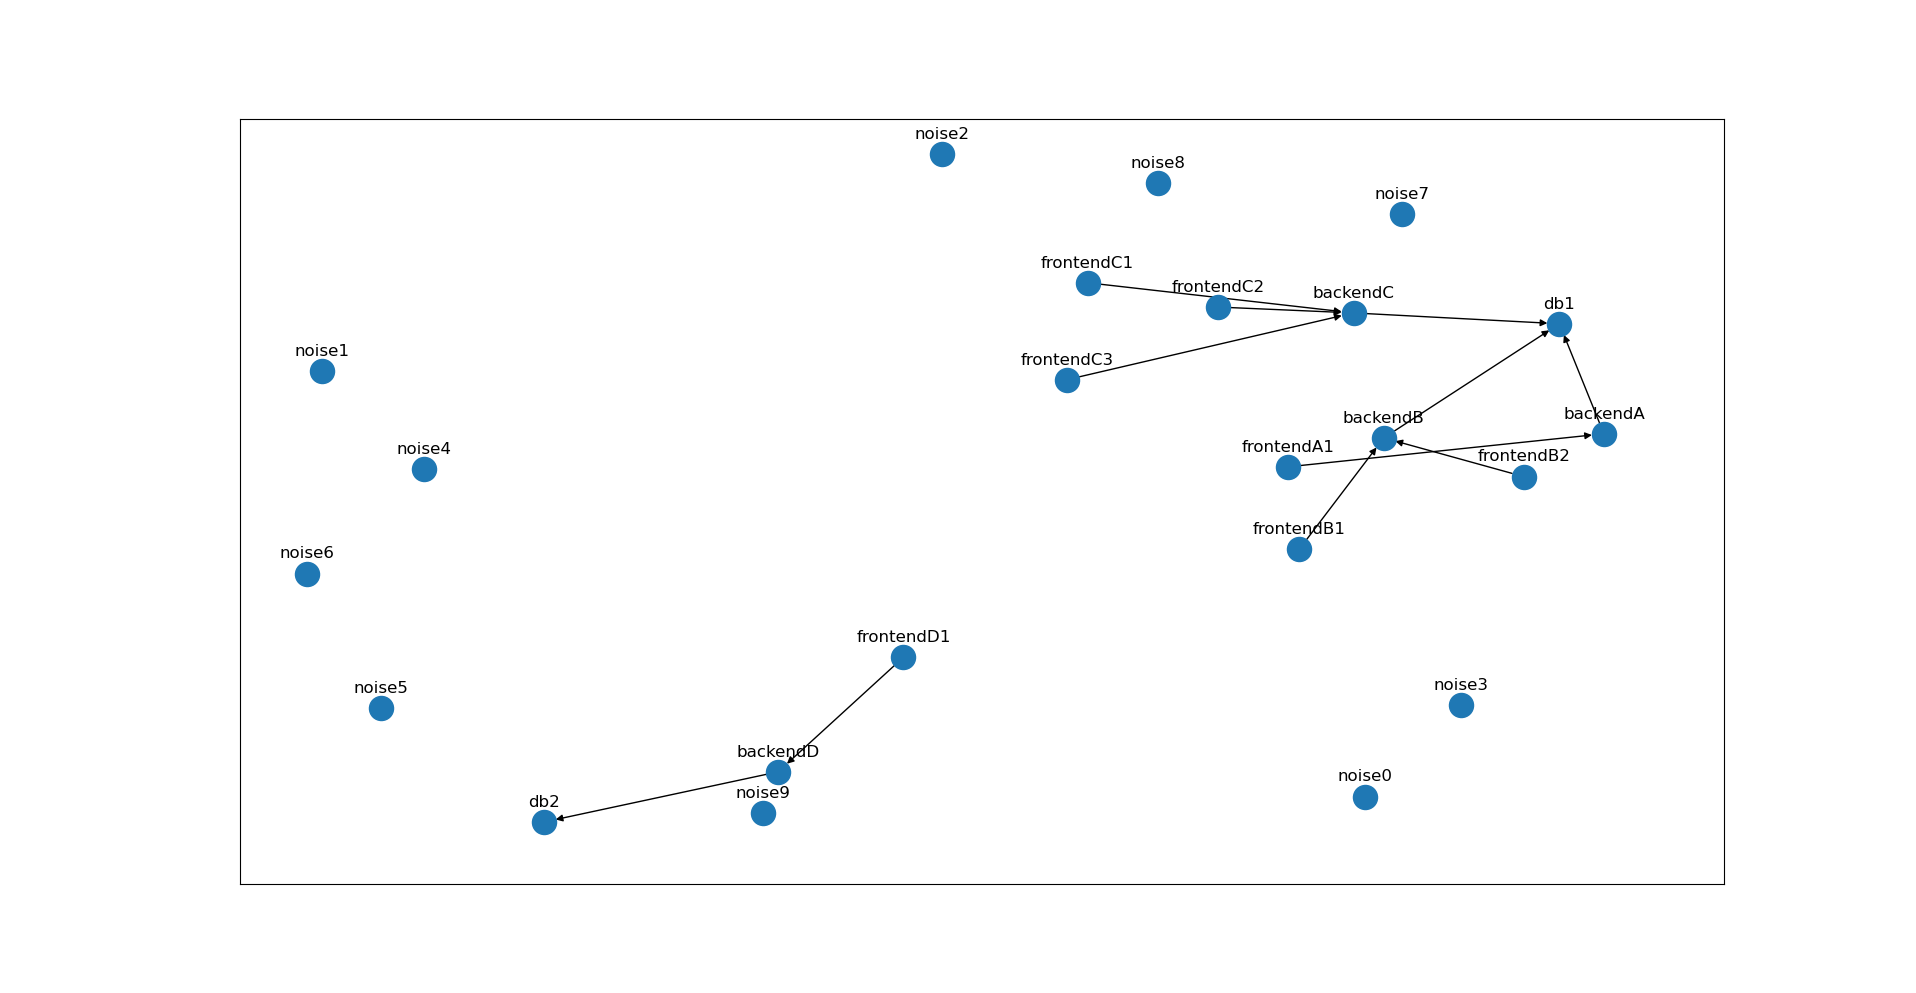 noise2
noise8
noise7
frontendC1
frontendC2
backendC
db1
noise1
frontendC3
backendB
backendA
frontendA1
noise4
frontendB2
frontendB1
noise6
frontendD1
noise3
noise5
backendD
noise0
noise9
db2